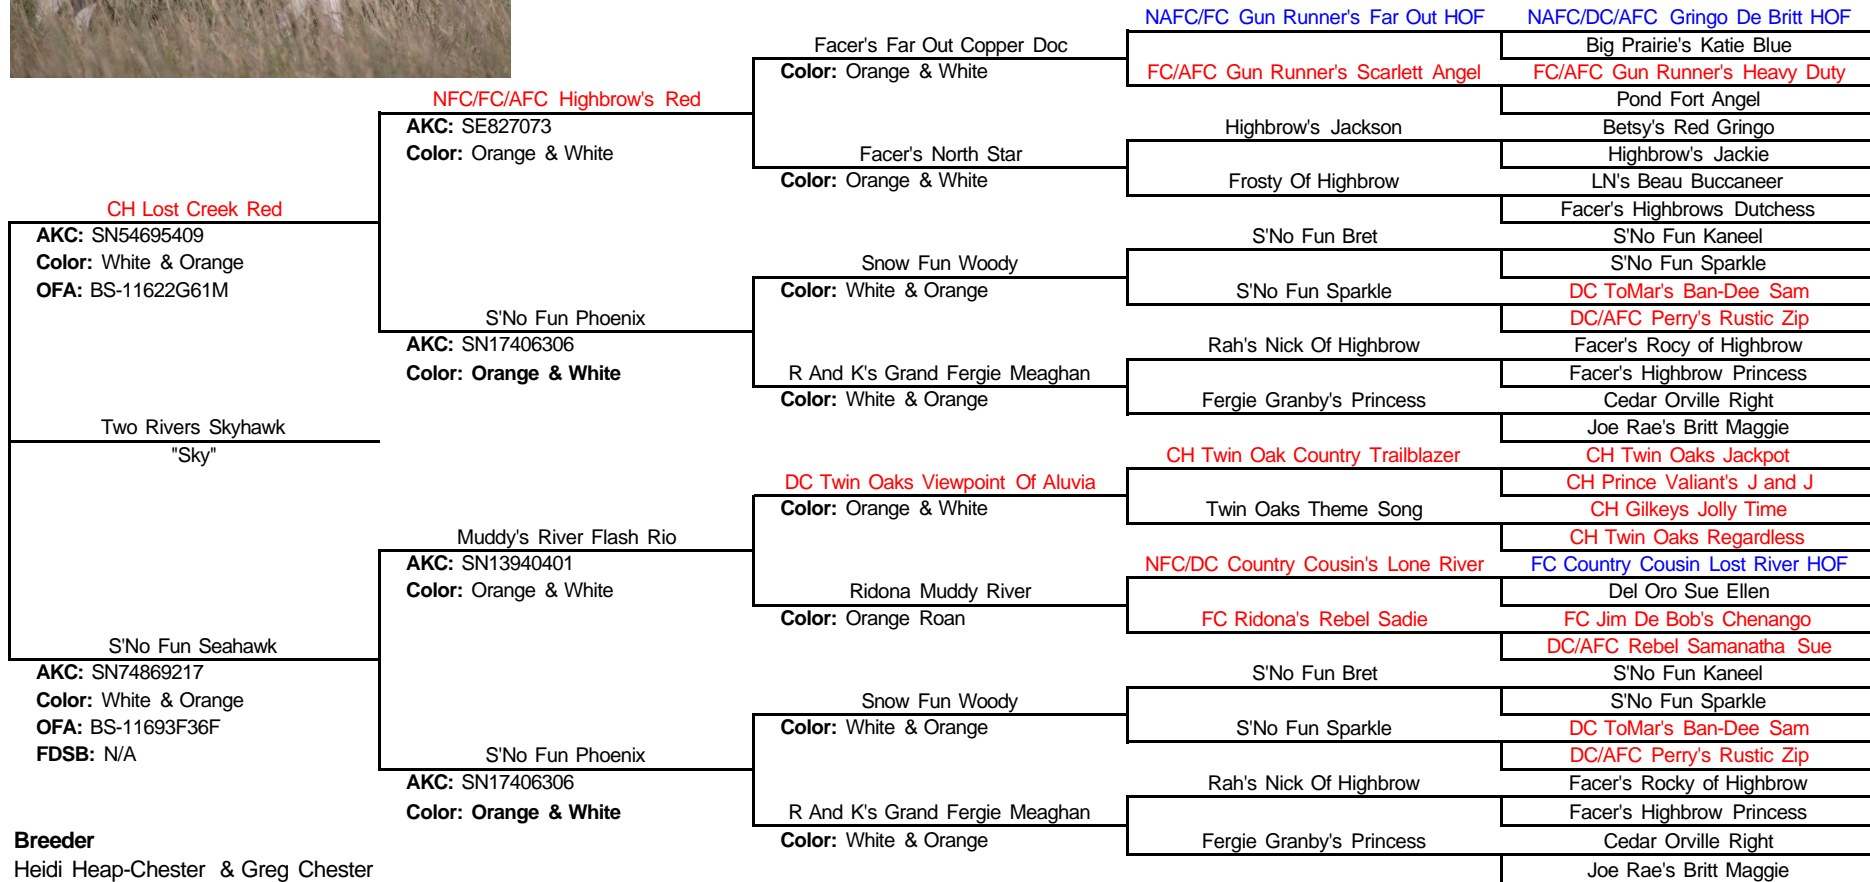 NAFC/FC Gun Runner's Far Out HOF
NAFC/DC/AFC Gringo De Britt HOF
Facer's Far Out Copper Doc
Big Prairie's Katie Blue
Color: Orange & White
FC/AFC Gun Runner's Scarlett Angel
FC/AFC Gun Runner's Heavy Duty
NFC/FC/AFC Highbrow's Red
Pond Fort Angel
AKC: SE827073
Highbrow's Jackson
Betsy's Red Gringo
Color: Orange & White
Facer's North Star
Highbrow's Jackie
Color: Orange & White
Frosty Of Highbrow
LN's Beau Buccaneer
CH Lost Creek Red
Facer's Highbrows Dutchess
AKC: SN54695409
S'No Fun Bret
S'No Fun Kaneel
Color: White & Orange
Snow Fun Woody
S'No Fun Sparkle
OFA: BS-11622G61M
Color: White & Orange
S'No Fun Sparkle
DC ToMar's Ban-Dee Sam
S'No Fun Phoenix
DC/AFC Perry's Rustic Zip
AKC: SN17406306
Rah's Nick Of Highbrow
Facer's Rocy of Highbrow
Color: Orange & White
R And K's Grand Fergie Meaghan
Facer's Highbrow Princess
Color: White & Orange
Fergie Granby's Princess
Cedar Orville Right
Two Rivers Skyhawk
Joe Rae's Britt Maggie
"Sky"
CH Twin Oak Country Trailblazer
CH Twin Oaks Jackpot
DC Twin Oaks Viewpoint Of Aluvia
CH Prince Valiant's J and J
Color: Orange & White
Twin Oaks Theme Song
CH Gilkeys Jolly Time
Muddy's River Flash Rio
CH Twin Oaks Regardless
AKC: SN13940401
NFC/DC Country Cousin's Lone River
FC Country Cousin Lost River HOF
Color: Orange & White
Ridona Muddy River
Del Oro Sue Ellen
Color: Orange Roan
FC Ridona's Rebel Sadie
FC Jim De Bob's Chenango
S'No Fun Seahawk
DC/AFC Rebel Samanatha Sue
AKC: SN74869217
S'No Fun Bret
S'No Fun Kaneel
Color: White & Orange
Snow Fun Woody
S'No Fun Sparkle
OFA: BS-11693F36F
Color: White & Orange
S'No Fun Sparkle
DC ToMar's Ban-Dee Sam
FDSB: N/A
S'No Fun Phoenix
DC/AFC Perry's Rustic Zip
AKC: SN17406306
Rah's Nick Of Highbrow
Facer's Rocky of Highbrow
Color: Orange & White
R And K's Grand Fergie Meaghan
Facer's Highbrow Princess
Breeder
Color: White & Orange
Fergie Granby's Princess
Cedar Orville Right
Heidi Heap-Chester & Greg Chester
Joe Rae's Britt Maggie